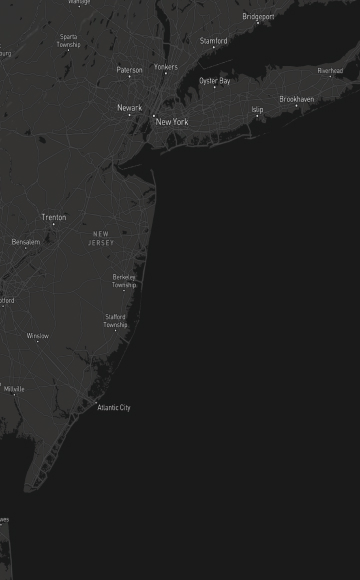 Bridgeport
Sparta
Township
Stamford
Paterson
Yonkers
Oyster Bay
Riverhead
Brookhaven
Newark
Islip
New York
Trenton
NEW
JERSEY
Bensalem
Berkeley
Township
Stafford
Township
Winslow
Millville
Atlantic City